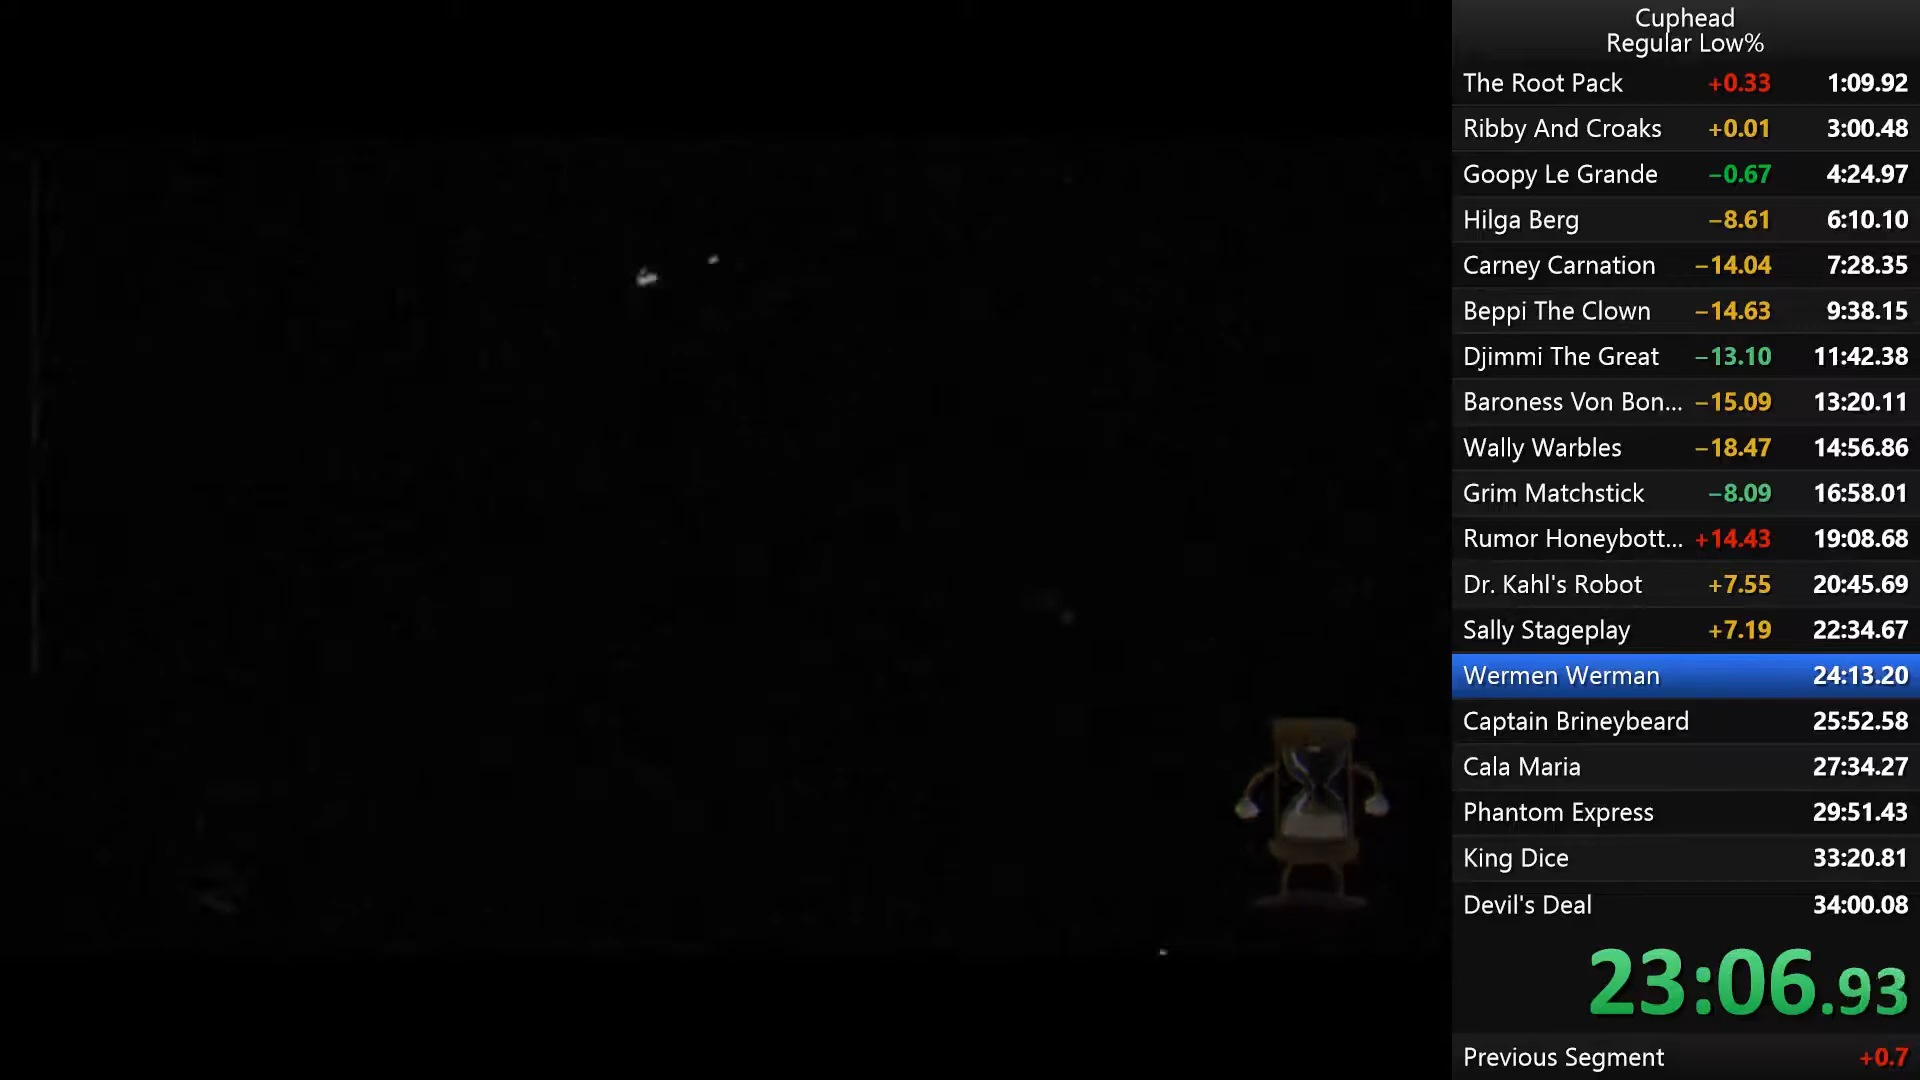 Cuphead
Regular Low%
The Root Pack +0.33 1:09.92
Ribby And Croaks +0.01 3:00.48
Goopy Le Grande −0.67 4:24.97
Hilga Berg −8.61 6:10.10
Carney Carnation −14.04 7:28.35
Beppi The Clown −14.63 9:38.15
Djimmi The Great −13.10 11:42.38
Baroness Von Bon... −15.09 13:20.11
Wally Warbles −18.47 14:56.86
Grim Matchstick −8.09 16:58.01
Rumor Honeybott... +14.43 19:08.68
Dr. Kahl's Robot +7.55 20:45.69
Sally Stageplay +7.19 22:34.67
Wermen Werman 24:13.20
Captain Brineybeard 25:52.58
Cala Maria 27:34.27
Phantom Express 29:51.43
King Dice 33:20.81
Devil's Deal 34:00.08
23:06.93
Previous Segment +0.7